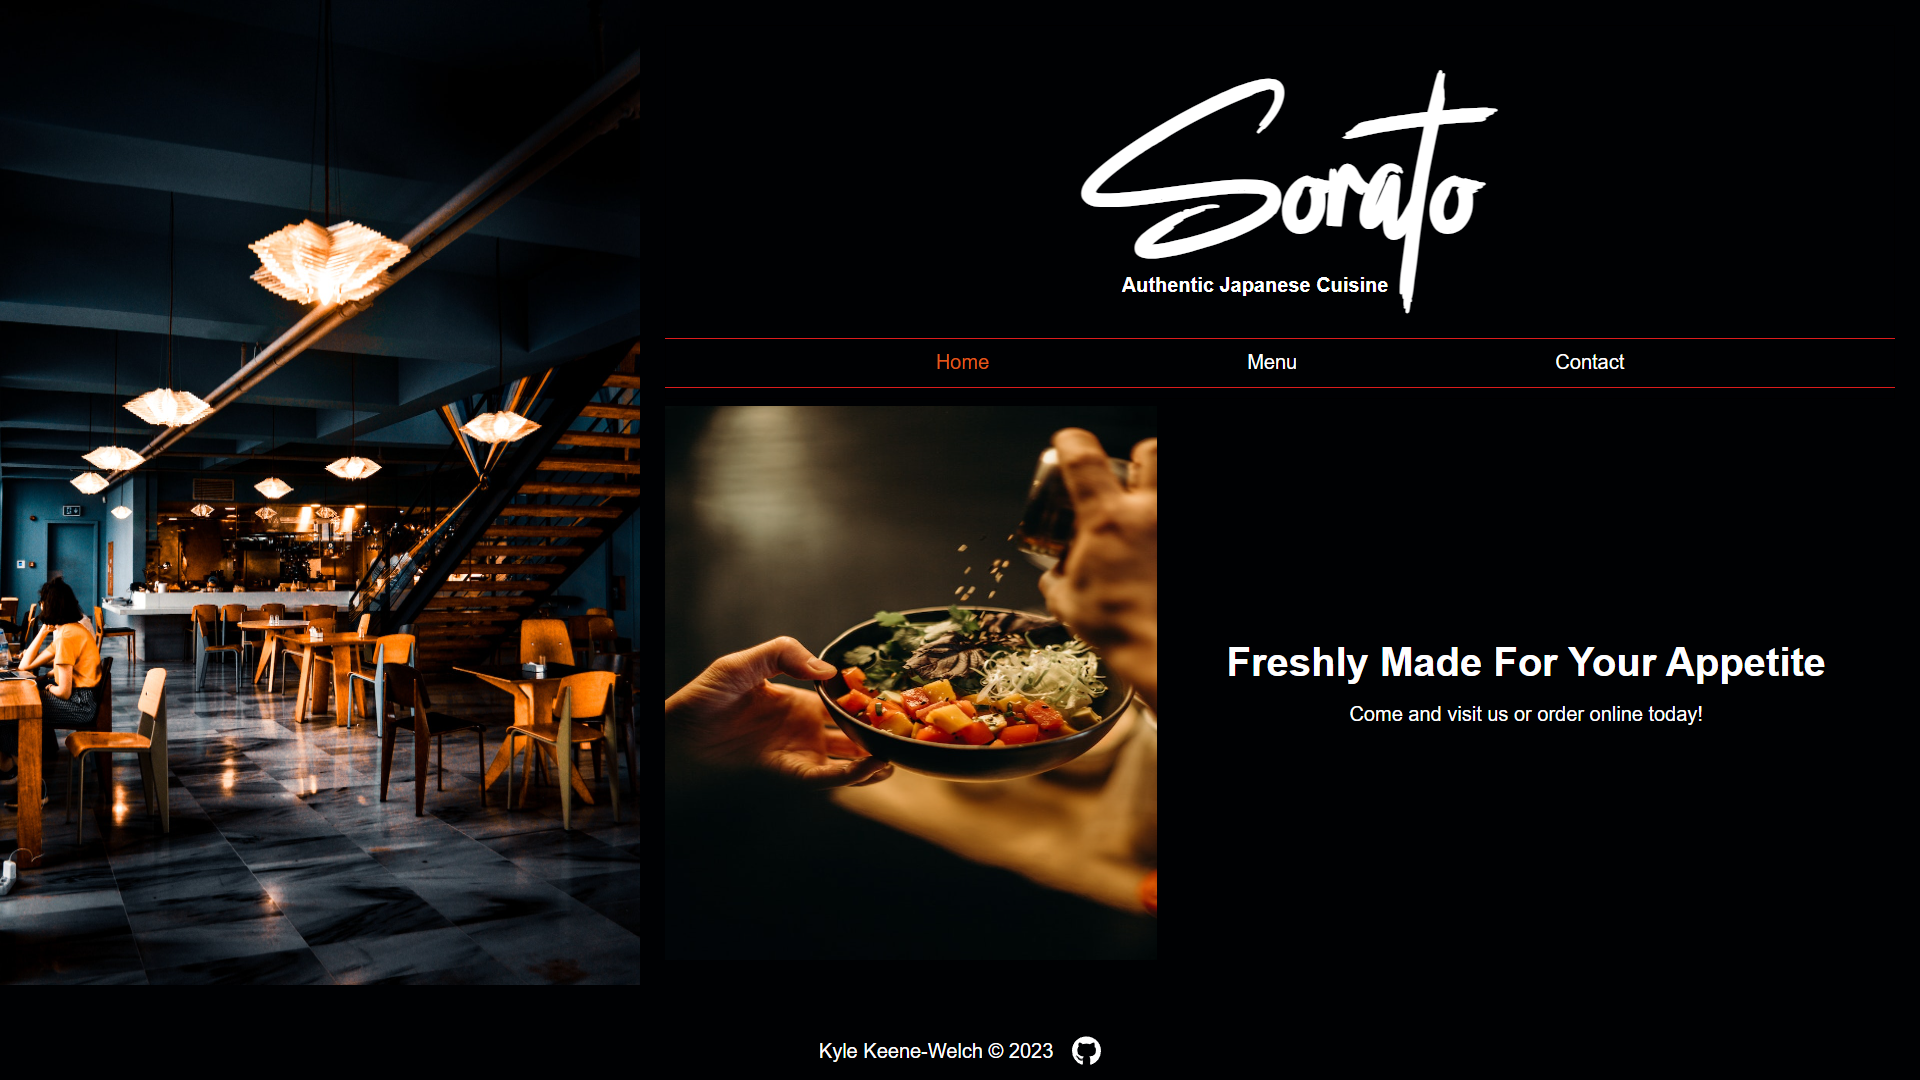 Sorato
Authentic Japanese Cuisine
Home
Menu
Contact
Freshly Made For Your Appetite
Come and visit us or order online today!
Kyle Keene-Welch © 2023